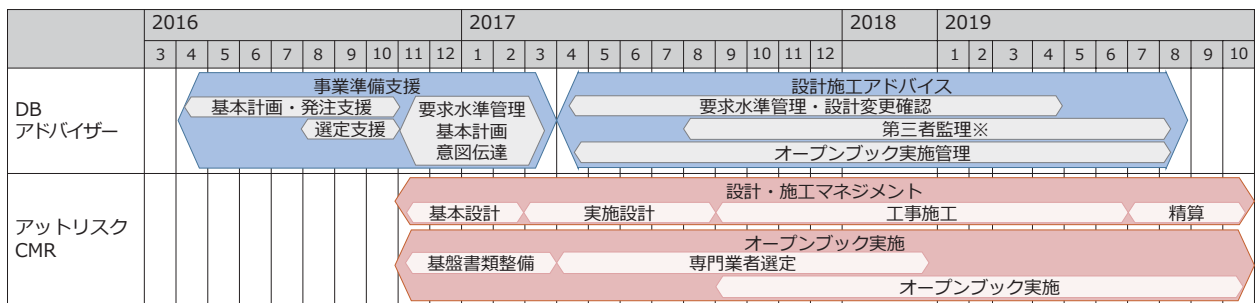 2016 2017 2018 2019
3 4 5 6 7 8 9 10 11 12 1 2 3 4 5 6 7 8 9 10 11 12 1 2 3 4 5 6 7 8 9 10
DB
アドバイザー
事業準備支援
基本計画・発注支援
選定支援
要求水準管理
基本計画
意図伝達
設計施工アドバイス
要求水準管理・設計変更確認
第三者監理※
オープンブック実施管理
アットリスク
CMR
設計・施工マネジメント
基本設計 実施設計 工事施工 精算
オープンブック実施
基盤書類整備 専門業者選定
オープンブック実施